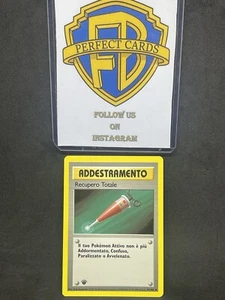 PERFECT CARDS
FOLLOW US
ON
INSTAGRAM
ADDESTRAMENTO
Recupero Totale
Il tuo Pokémon Attivo non è più
Addormentato, Confuso,
Paralizzato o Avvelenato.